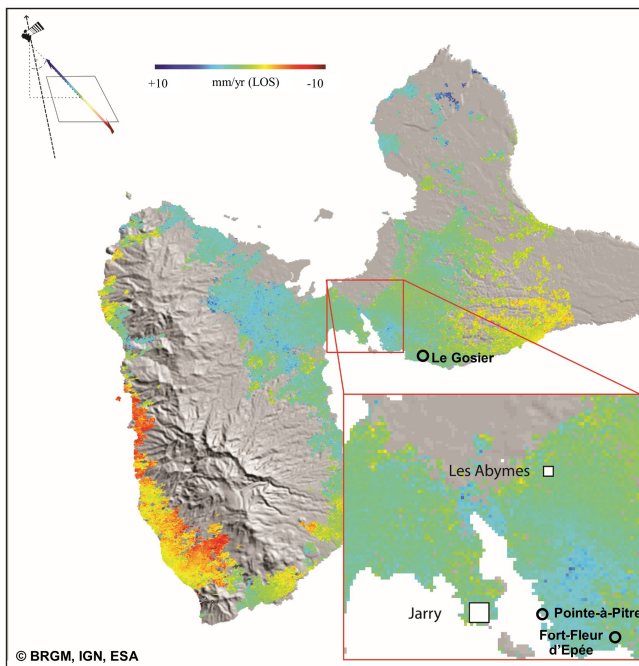 +10 mm/yr (LOS) -10
Le Gosier
Les Abymes
Jarry
Pointe-à-Pitre
Fort-Fleur
d'Epée
© BRGM, IGN, ESA